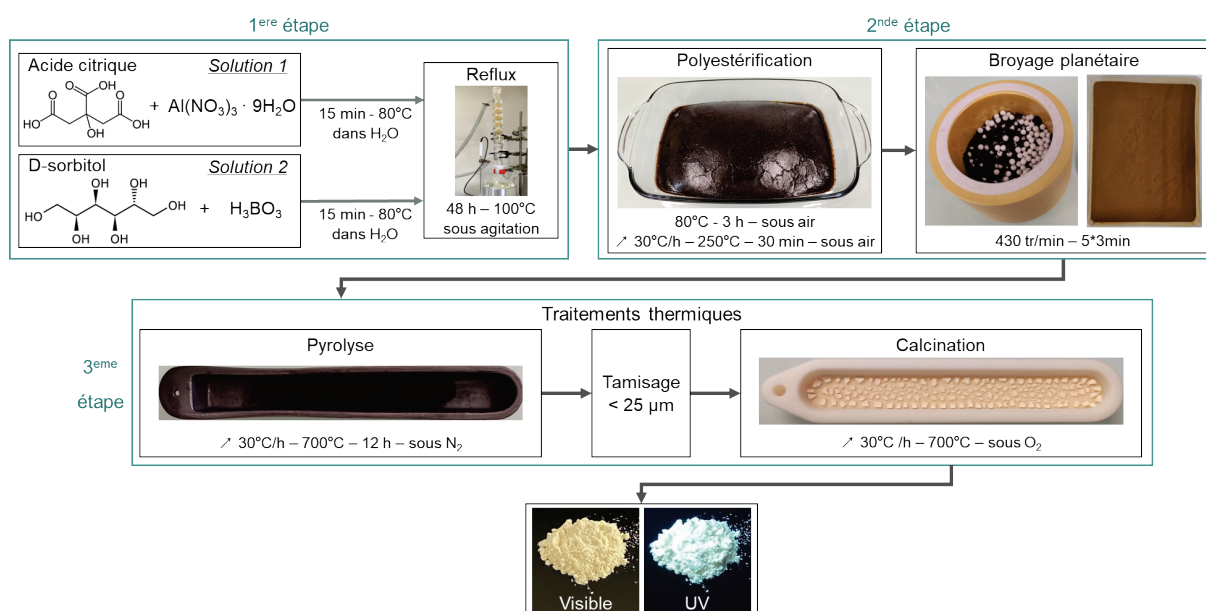 1ere étape
Acide citrique
Solution 1
O
OH
O
O
HO
OH
OH
+ Al(NO3)3 · 9H2O
15 min - 80°C
dans H2O
D-sorbitol
Solution 2
OH
OH
HO
OH
OH
OH
+ H3BO3
15 min - 80°C
dans H2O
Reflux
48 h – 100°C
sous agitation
2nde étape
Polyestérification
80°C - 3 h – sous air
↗ 30°C/h – 250°C – 30 min – sous air
Broyage planétaire
430 tr/min – 5*3min
3eme
étape
Traitements thermiques
Pyrolyse
↗ 30°C/h – 700°C – 12 h – sous N2
Tamisage
< 25 µm
Calcination
↗ 30°C /h – 700°C – sous O2
Visible
UV